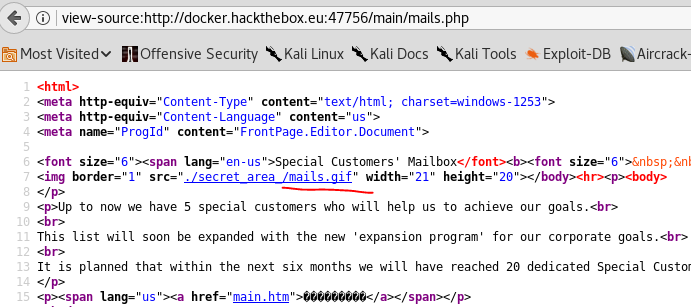 view-source:http://docker.hackthebox.eu:47756/main/mails.php
Most Visited Offensive Security Kali Linux Kali Docs Kali Tools Exploit-DB Aircrack-
1 <html>
2 <meta http-equiv="Content-Type" content="text/html; charset=windows-1253">
3 <meta http-equiv="Content-Language" content="us">
4 <meta name="ProgId" content="FrontPage.Editor.Document">
5
6 <font size="6"><span lang="en-us">Special Customers' Mailbox</font><b><font size="6">&nbsp;&n
7 <img border="1" src="./secret_area_/mails.gif" width="21" height="20"></body><hr><p><body>
8 </p>
9 <p>Up to now we have 5 special customers who will help us to achieve our goals.<br>
10 <br>
11 This list will soon be expanded with the new 'expansion program' for our corporate goals.<br>
12 <br>
13 It is planned that within the next six months we will have reached 20 dedicated Special Custom
14 </p>
15 <p><span lang="us"><a href="main.htm">�����������</a></span></p>